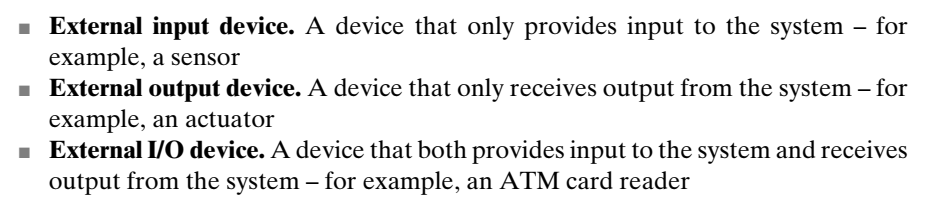 ■ External input device. A device that only provides input to the system – for
example, a sensor
■ External output device. A device that only receives output from the system – for
example, an actuator
■ External I/O device. A device that both provides input to the system and receives
output from the system – for example, an ATM card reader